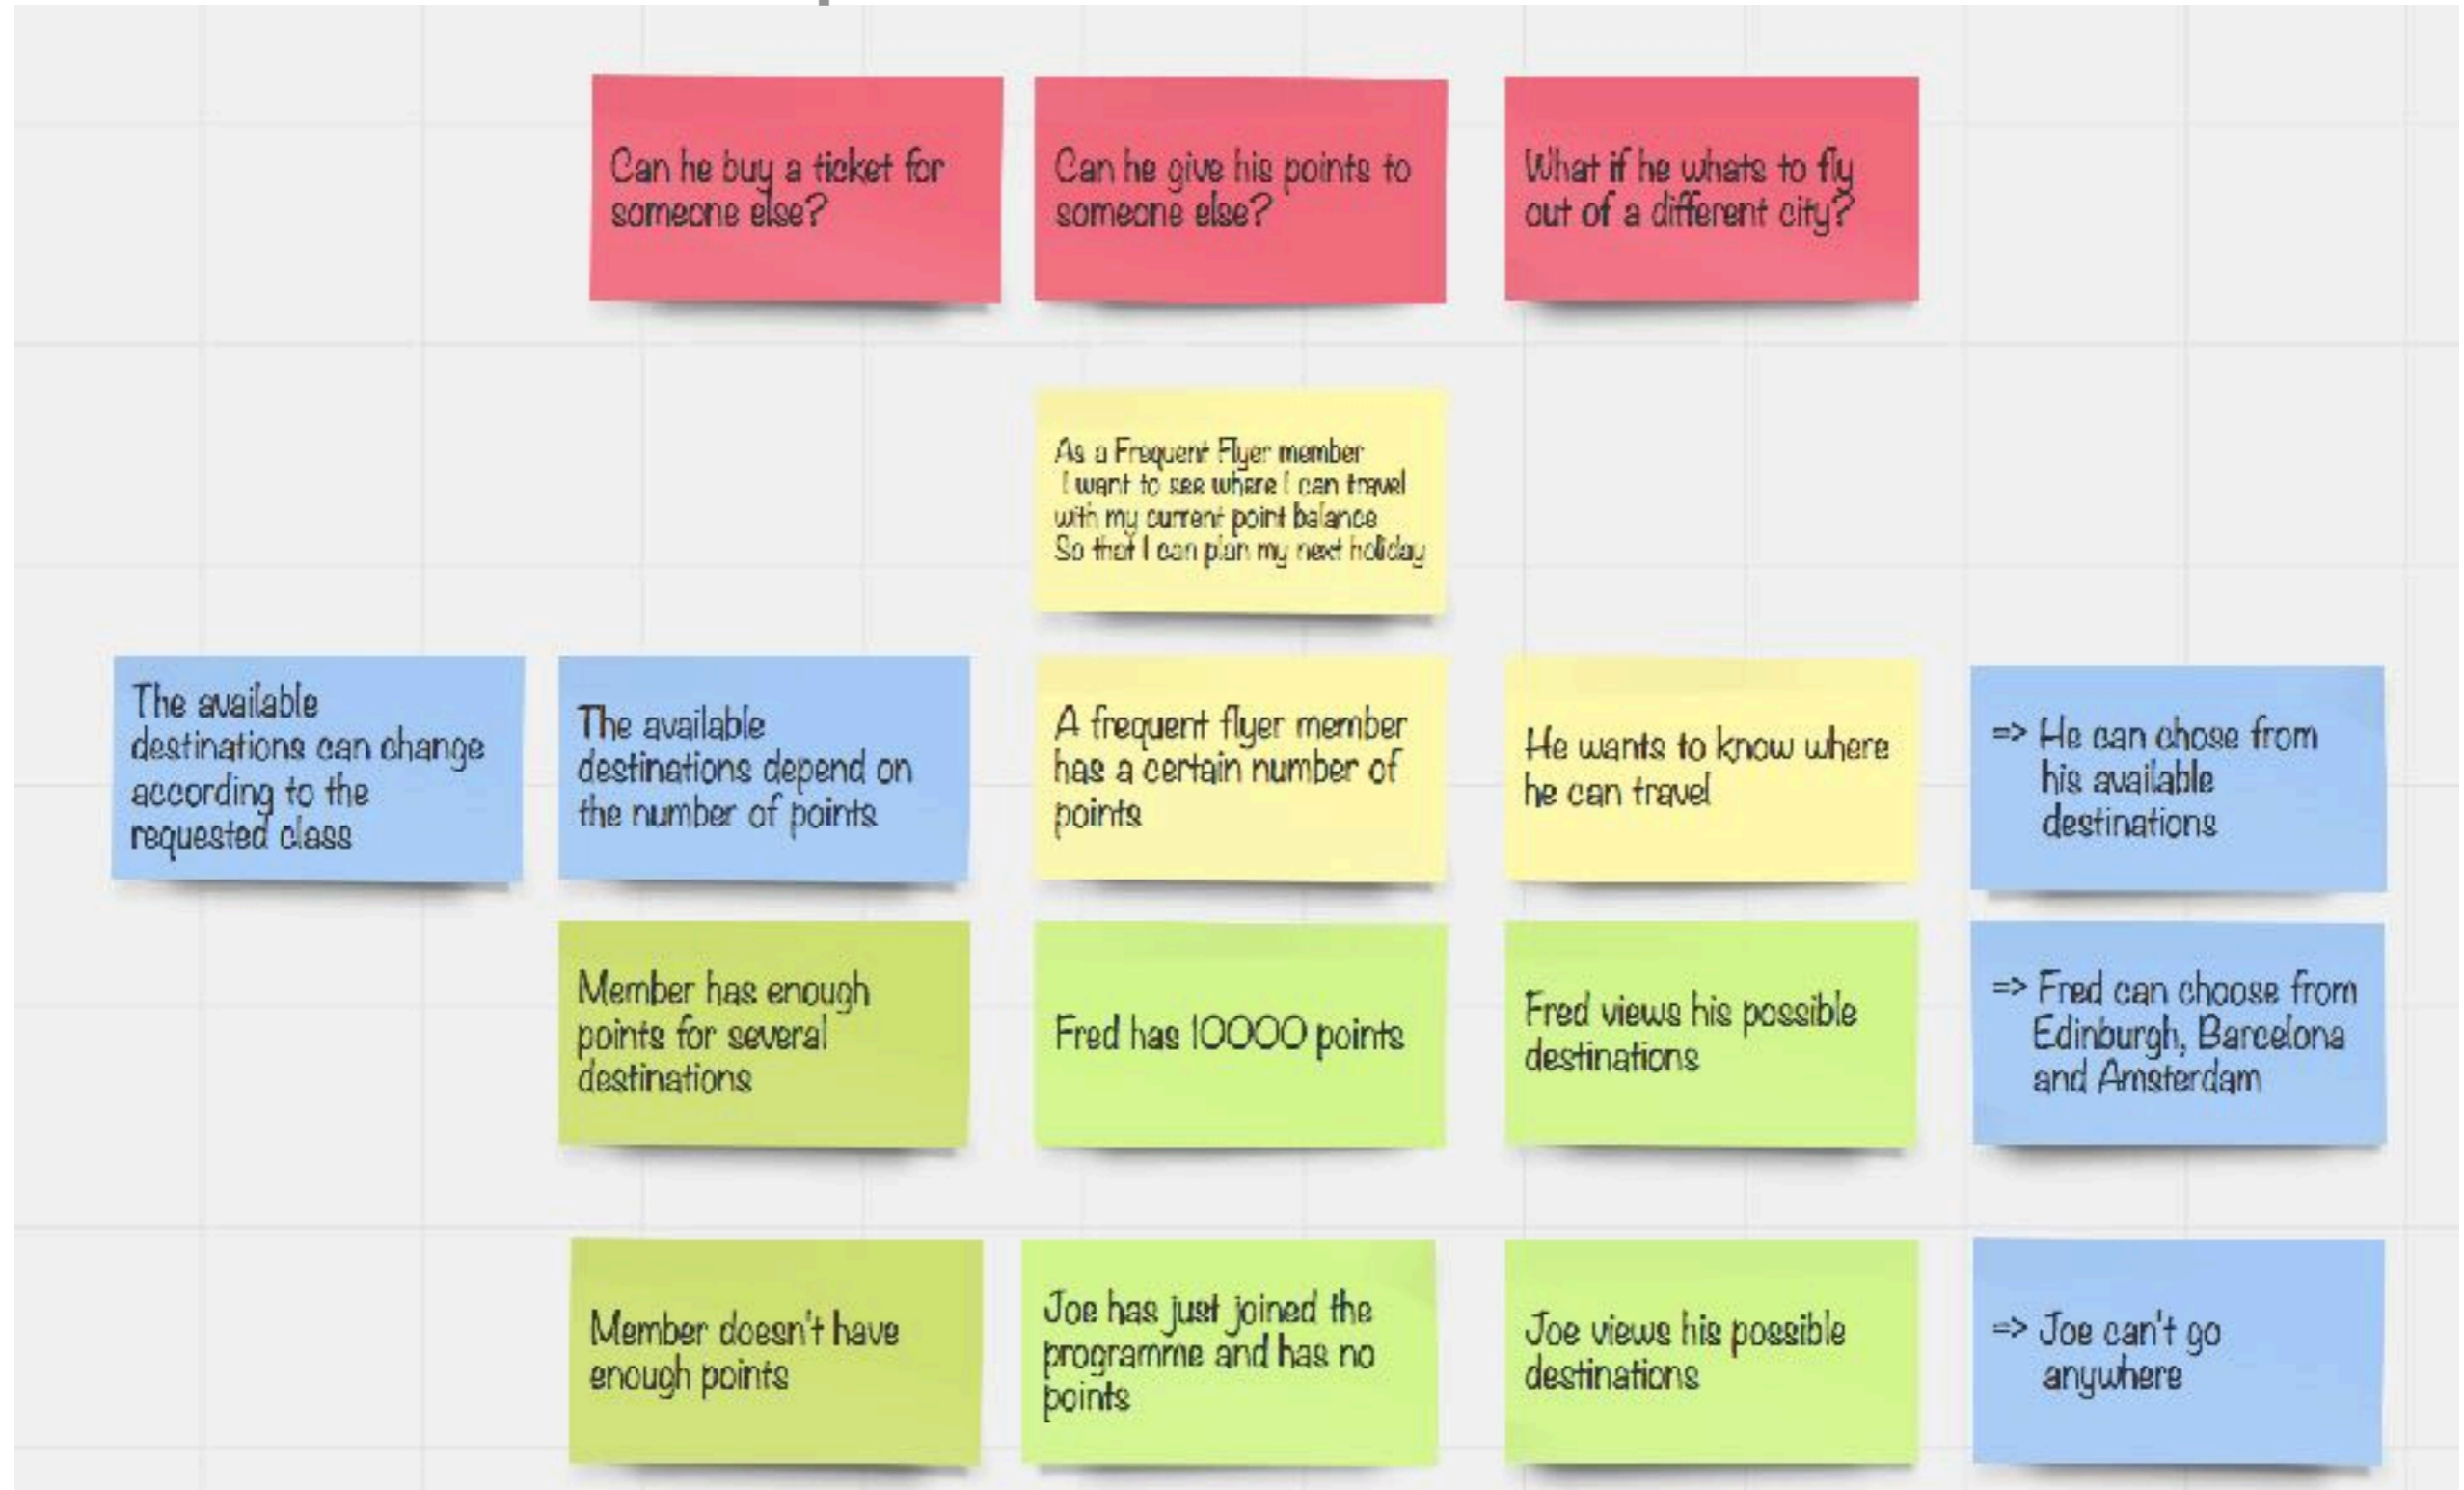 Can he buy a ticket for
someone else?
Can he give his points to
someone else?
What if he whats to fly
out of a different city?
As a Frequent Flyer member
I want to see where I can travel
with my current point balance
So that I can plan my next holiday
The available
destinations can change
according to the
requested class
The available
destinations depend on
the number of points
A frequent flyer member
has a certain number of
points
He wants to know where
he can travel
=> He can chose from
his available
destinations
Member has enough
points for several
destinations
Fred has 10000 points
Fred views his possible
destinations
=> Fred can choose from
Edinburgh, Barcelona
and Amsterdam
Member doesn't have
enough points
Joe has just joined the
programme and has no
points
Joe views his possible
destinations
=> Joe can't go
anywhere